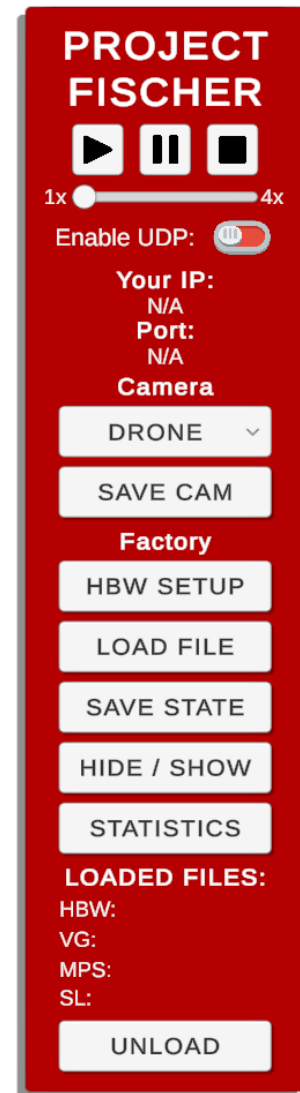 PROJECT
FISCHER
1x 4x
Enable UDP:
Your IP:
N/A
Port:
N/A
Camera
DRONE
SAVE CAM
Factory
HBW SETUP
LOAD FILE
SAVE STATE
HIDE / SHOW
STATISTICS
LOADED FILES:
HBW:
VG:
MPS:
SL:
UNLOAD